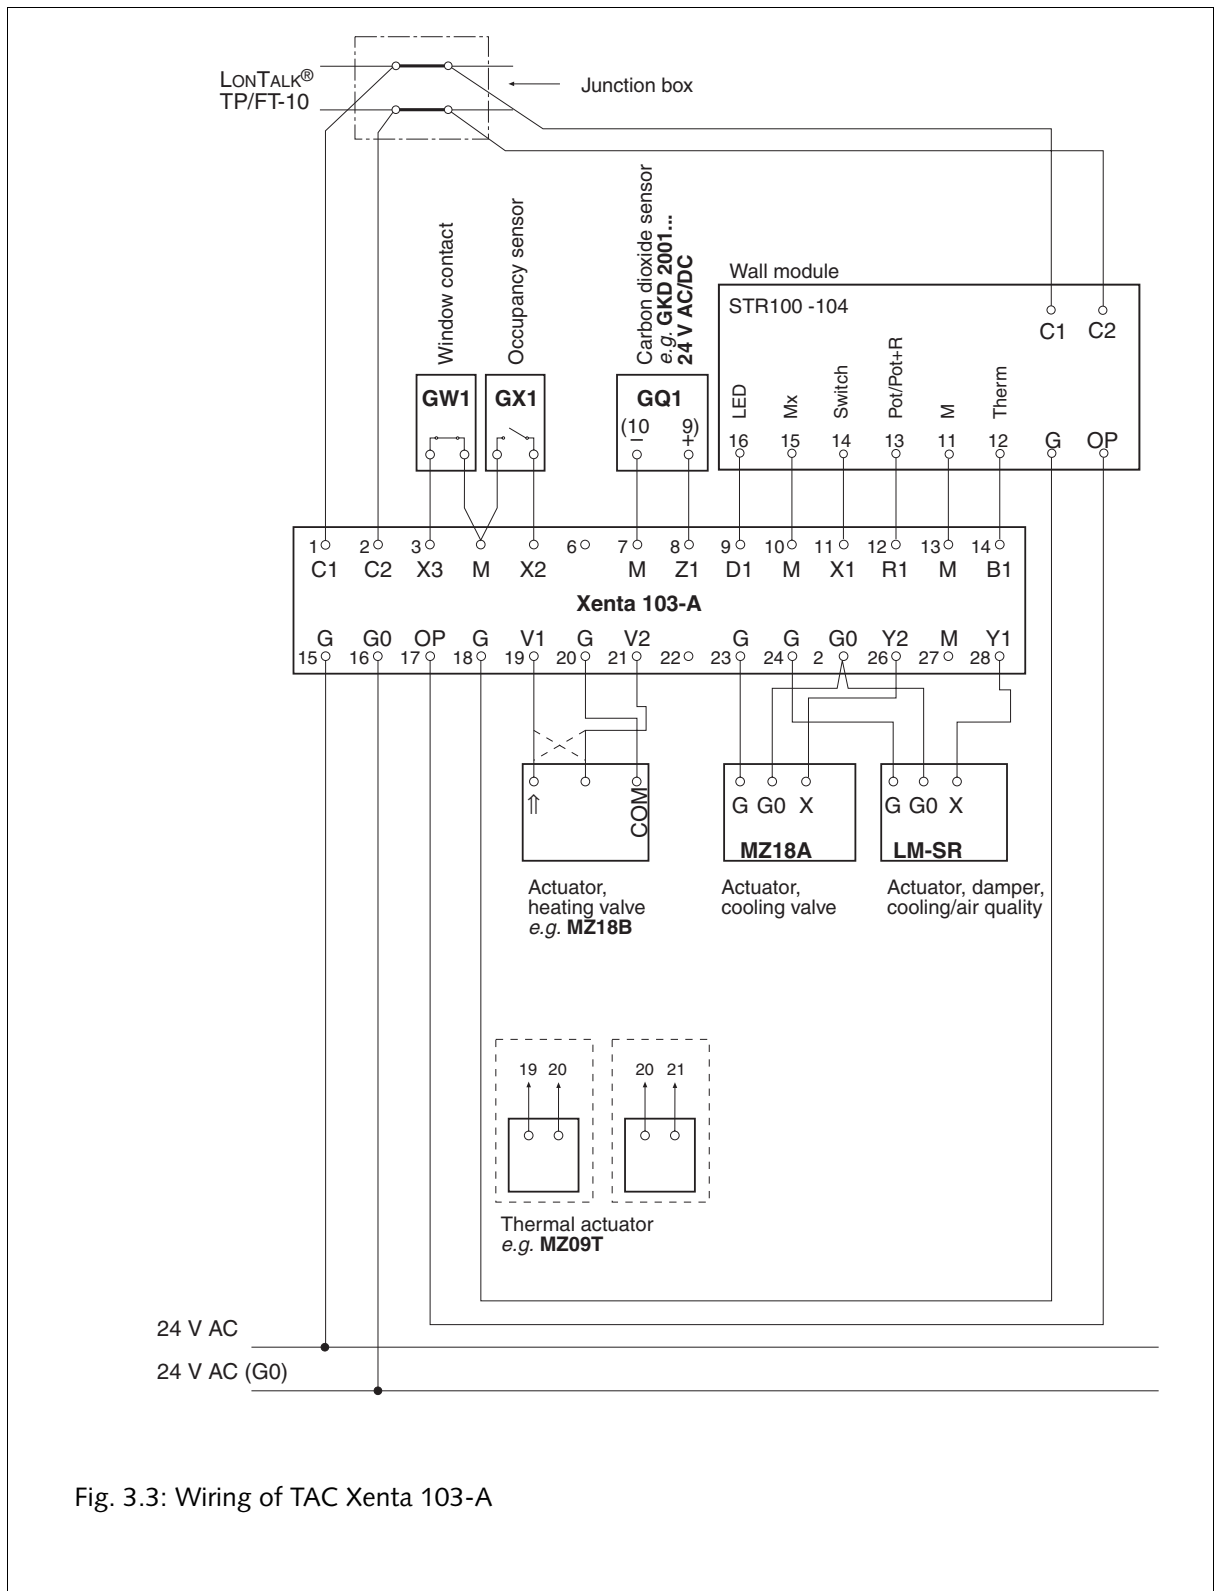 LONTALK®
TP/FT-10
Junction box
Window contact
Occupancy sensor
Carbon dioxide sensor
e.g. GKD 2001...
24 V AC/DC
Wall module
STR100 -104
C1 C2
GW1 GX1 GQ1
(10 9)
– +
LED Mx Switch Pot/Pot+R M Therm
16 15 14 13 11 12 G OP
1 2 3 6 7 8 9 10 11 12 13 14
C1 C2 X3 M X2 M Z1 D1 M X1 R1 M B1
Xenta 103-A
G G0 OP G V1 G V2 G G G0 Y2 M Y1
15 16 17 18 19 20 21 22 23 24 2 26 27 28
⇑ COM
G G0 X
MZ18A
G G0 X
LM-SR
Actuator,
heating valve
e.g. MZ18B
Actuator,
cooling valve
Actuator, damper,
cooling/air quality
19 20
20 21
Thermal actuator
e.g. MZ09T
24 V AC
24 V AC (G0)
Fig. 3.3: Wiring of TAC Xenta 103-A